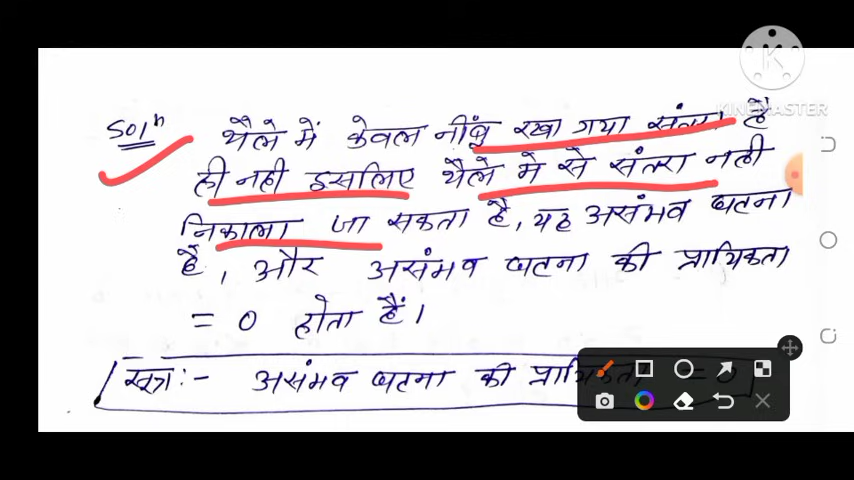 KINEMASTER
Solⁿ
थैले में केवल नींबू रखा गया संतरा है
ही नही इसलिए थैले मे से संतरा नही
निकाला जा सकता है, यह असंभव घटना
है, और असंभव घटना की प्रायिकता
= 0 होता हैं।
सूत्र :- असंभव घटना की प्रायिकता = 0